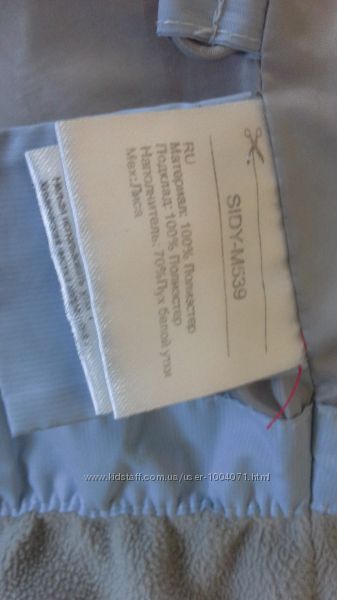 SIDY-M539
RU
Материал: 100% Полиэстер
Подклад: 100% Полиэстер
Наполнитель: 70%Пух белой утки
Мех:Лиса
www.kidstaff.com.ua/user-1004071.html